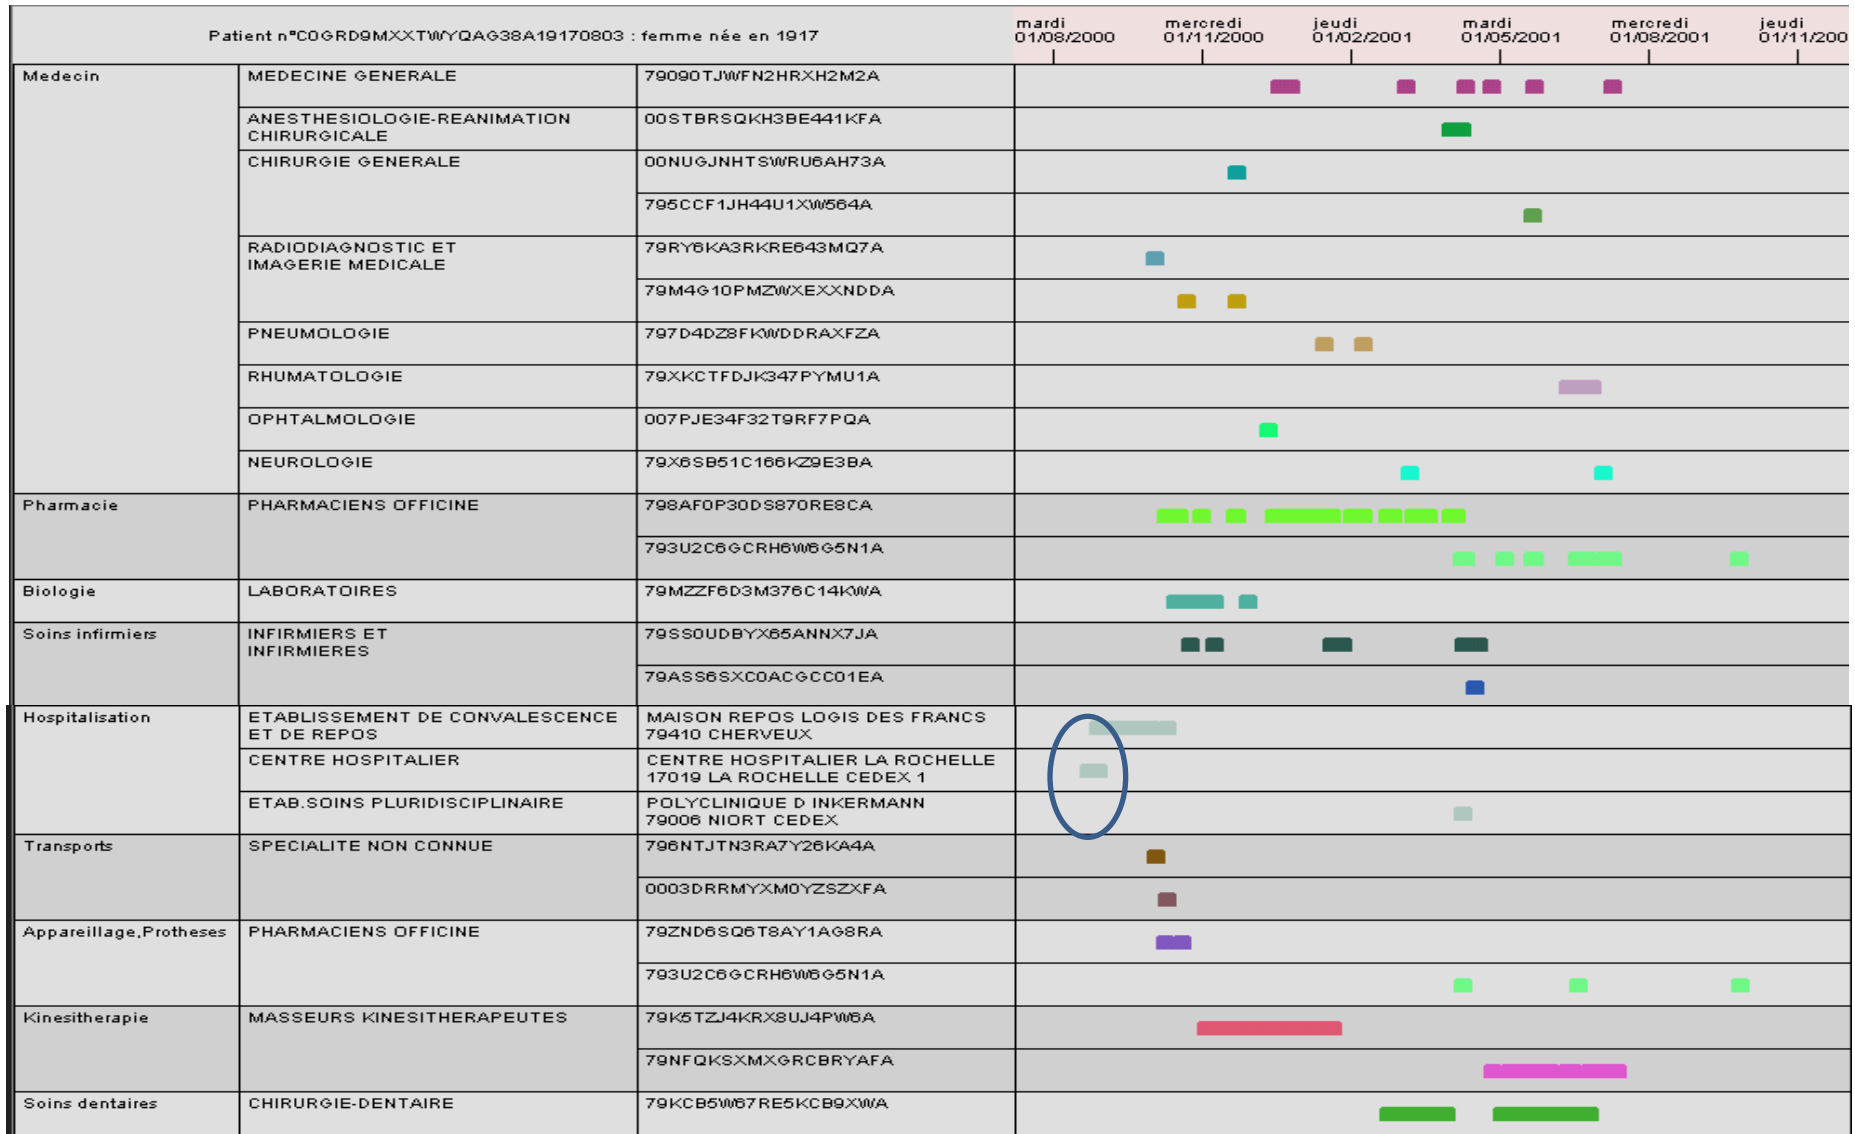 Patient n°C0GRD9MXXTWYQAG38A19170803 : femme née en 1917
mardi
01/08/2000
mercredi
01/11/2000
jeudi
01/02/2001
mardi
01/05/2001
mercredi
01/08/2001
jeudi
01/11/200
Medecin
MEDECINE GENERALE
79090TJWFN2HRXH2M2A
ANESTHESIOLOGIE-REANIMATION
CHIRURGICALE
00STBRSQKH3BE441KFA
CHIRURGIE GENERALE
00NUGJNHTSWRU6AH73A
795CCF1JH44U1XW564A
RADIODIAGNOSTIC ET
IMAGERIE MEDICALE
79RY6KA3RKRE643MQ7A
79M4G10PMZWXEXXNDDA
PNEUMOLOGIE
797D4DZ8FKWDDRAXFZA
RHUMATOLOGIE
79XKCTFDJK347PYMU1A
OPHTALMOLOGIE
007PJE34F32T9RF7PQA
NEUROLOGIE
79X6SB51C166KZ9E3BA
Pharmacie
PHARMACIENS OFFICINE
798AF0P30DS870RE8CA
793U2C6GCRH6W6G5N1A
Biologie
LABORATOIRES
79MZZF6D3M376C14KWA
Soins infirmiers
INFIRMIERS ET
INFIRMIERES
79SS0UDBYX65ANNX7JA
79ASS6SXC0ACGCC01EA
Hospitalisation
ETABLISSEMENT DE CONVALESCENCE
ET DE REPOS
MAISON REPOS LOGIS DES FRANCS
79410 CHERVEUX
CENTRE HOSPITALIER
CENTRE HOSPITALIER LA ROCHELLE
17019 LA ROCHELLE CEDEX 1
ETAB.SOINS PLURIDISCIPLINAIRE
POLYCLINIQUE D INKERMANN
79006 NIORT CEDEX
Transports
SPECIALITE NON CONNUE
796NTJTN3RA7Y26KA4A
0003DRRMYXM0YZSZXFA
Appareillage,Protheses
PHARMACIENS OFFICINE
79ZND6SQ6T8AY1AG8RA
793U2C6GCRH6W6G5N1A
Kinesitherapie
MASSEURS KINESITHERAPEUTES
79K5TZJ4KRX8UJ4PW6A
79NFQKSXMXGRCBRYAFA
Soins dentaires
CHIRURGIE-DENTAIRE
79KCB5W67RE5KCB9XWA